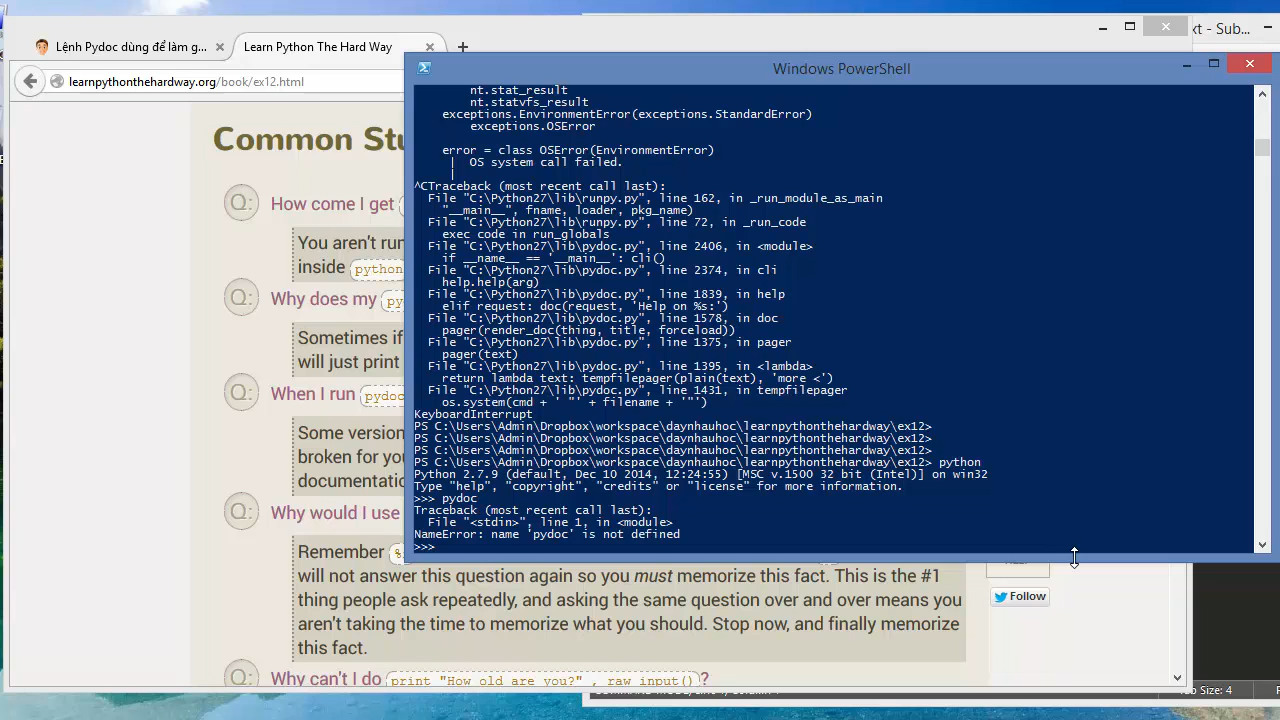 xt - Sub...
Lệnh Pydoc dùng để làm g...
Learn Python The Hard Way
learnpythonthehardway.org/book/ex12.html
Windows PowerShell
nt.stat_result
nt.statvfs_result
exceptions.EnvironmentError(exceptions.StandardError)
exceptions.OSError
error = class OSError(EnvironmentError)
|  OS system call failed.
|
^CTraceback (most recent call last):
File "C:\Python27\lib\runpy.py", line 162, in _run_module_as_main
"__main__", fname, loader, pkg_name)
File "C:\Python27\lib\runpy.py", line 72, in _run_code
exec code in run_globals
File "C:\Python27\lib\pydoc.py", line 2406, in <module>
if __name__ == '__main__': cli()
File "C:\Python27\lib\pydoc.py", line 2374, in cli
help.help(arg)
File "C:\Python27\lib\pydoc.py", line 1839, in help
elif request: doc(request, 'Help on %s:')
File "C:\Python27\lib\pydoc.py", line 1578, in doc
pager(render_doc(thing, title, forceload))
File "C:\Python27\lib\pydoc.py", line 1375, in pager
pager(text)
File "C:\Python27\lib\pydoc.py", line 1395, in <lambda>
return lambda text: tempfilepager(plain(text), 'more <')
File "C:\Python27\lib\pydoc.py", line 1431, in tempfilepager
os.system(cmd + ' "' + filename + '"')
KeyboardInterrupt
PS C:\Users\Admin\Dropbox\workspace\daynhauhoc\learnpythonthehardway\ex12>
PS C:\Users\Admin\Dropbox\workspace\daynhauhoc\learnpythonthehardway\ex12>
PS C:\Users\Admin\Dropbox\workspace\daynhauhoc\learnpythonthehardway\ex12>
PS C:\Users\Admin\Dropbox\workspace\daynhauhoc\learnpythonthehardway\ex12> python
Python 2.7.9 (default, Dec 10 2014, 12:24:55) [MSC v.1500 32 bit (Intel)] on win32
Type "help", "copyright", "credits" or "license" for more information.
>>> pydoc
Traceback (most recent call last):
File "<stdin>", line 1, in <module>
NameError: name 'pydoc' is not defined
>>>
Common Stu
Q: How come I get
You aren't run
inside python
Q: Why does my py
Sometimes if
will just print
Q: When I run pydoc
Some version
broken for you
documentatio
Q: Why would I use
Remember %
will not answer this question again so you must memorize this fact. This is the #1
thing people ask repeatedly, and asking the same question over and over means you
aren't taking the time to memorize what you should. Stop now, and finally memorize
this fact.
Q: Why can't I do print "How old are you?" , raw_input()?
Follow
Tab Size: 4